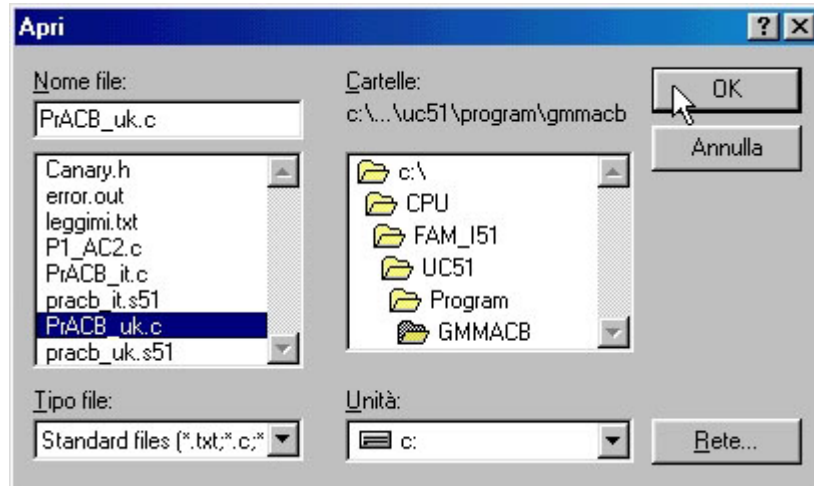 Apri
Nome file:
PrACB_uk.c
Canary.h
error.out
leggimi.txt
P1_AC2.c
PrACB_it.c
pracb_it.s51
PrACB_uk.c
pracb_uk.s51
Tipo file:
Standard files (*.txt;*.c;*
Cartelle:
c:\...\uc51\program\gmmacb
c:\
CPU
FAM_I51
UC51
Program
GMMACB
Unità:
c:
OK
Annulla
Rete...